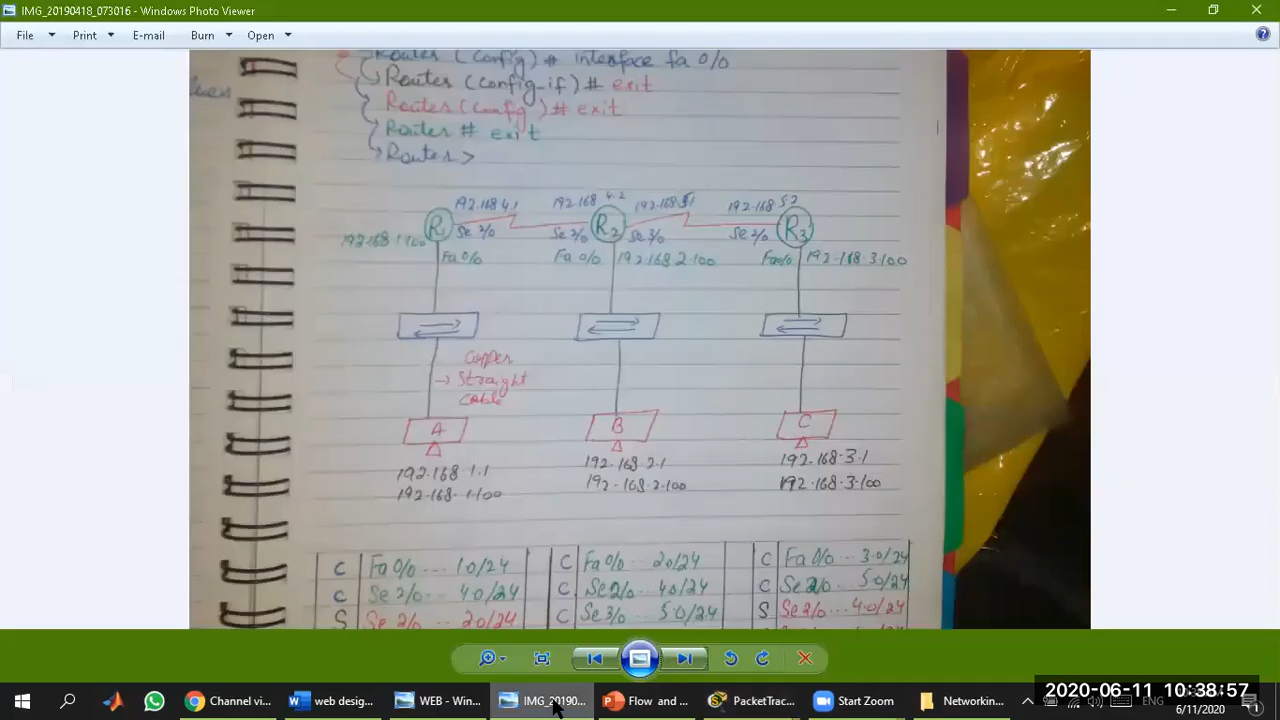 IMG_20190418_073016 - Windows Photo Viewer
File Print E-mail Burn Open
Router (config) # interface fa 0/0
Router (config-if) # exit
Router (config) # exit
Router # exit
Router >
192.168.4.1 192.168.4.2 192.168.5.1 192.168.5.2
R1 R2 R3
192.168.1.100 Se 2/0 Se 2/0 Se 3/0 Se 2/0
Fa 0/0 Fa 0/0 192.168.2.100 Fa 0/0 192.168.3.100
Copper
→ Straight
Cable
A B C
192.168.1.1 192.168.2.1 192.168.3.1
192.168.1.100 192.168.2.100 192.168.3.100
C Fa 0/0 ... 1.0/24 C Fa 0/0 ... 2.0/24 C Fa 0/0 ... 3.0/24
C Se 2/0 ... 4.0/24 C Se 2/0 ... 4.0/24 C Se 2/0 ... 5.0/24
S Se 2/0 ... 2.0/24 C Se 3/0 ... 5.0/24 S Se 2/0 ... 4.0/24
Channel vi...
web desig...
WEB - Win...
IMG_20190...
Flow and ...
PacketTrac...
Start Zoom
Networkin...
ENG
2020-06-11 10:38:57
6/11/2020